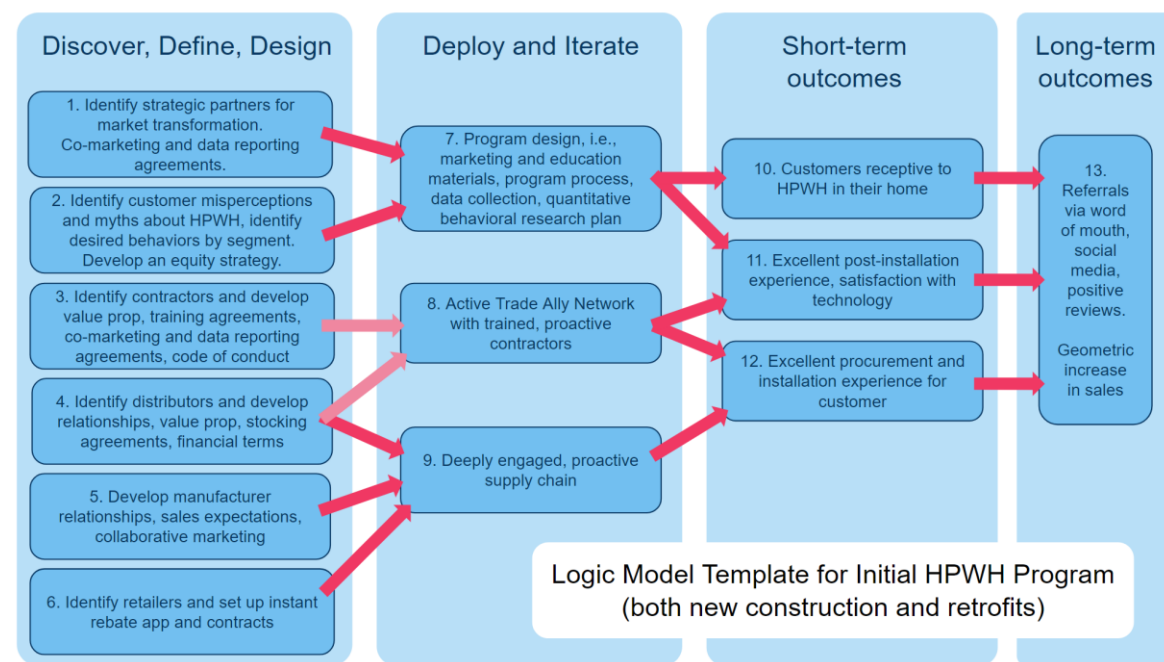 Discover, Define, Design
1. Identify strategic partners for
market transformation.
Co-marketing and data reporting
agreements.
2. Identify customer misperceptions
and myths about HPWH, identify
desired behaviors by segment.
Develop an equity strategy.
3. Identify contractors and develop
value prop, training agreements,
co-marketing and data reporting
agreements, code of conduct
4. Identify distributors and develop
relationships, value prop, stocking
agreements, financial terms
5. Develop manufacturer
relationships, sales expectations,
collaborative marketing
6. Identify retailers and set up instant
rebate app and contracts
Deploy and Iterate
7. Program design, i.e.,
marketing and education
materials, program process,
data collection, quantitative
behavioral research plan
8. Active Trade Ally Network
with trained, proactive
contractors
9. Deeply engaged, proactive
supply chain
Short-term
outcomes
10. Customers receptive to
HPWH in their home
11. Excellent post-installation
experience, satisfaction with
technology
12. Excellent procurement and
installation experience for
customer
Long-term
outcomes
13.
Referrals
via word
of mouth,
social
media,
positive
reviews.
Geometric
increase
in sales
Logic Model Template for Initial HPWH Program
(both new construction and retrofits)